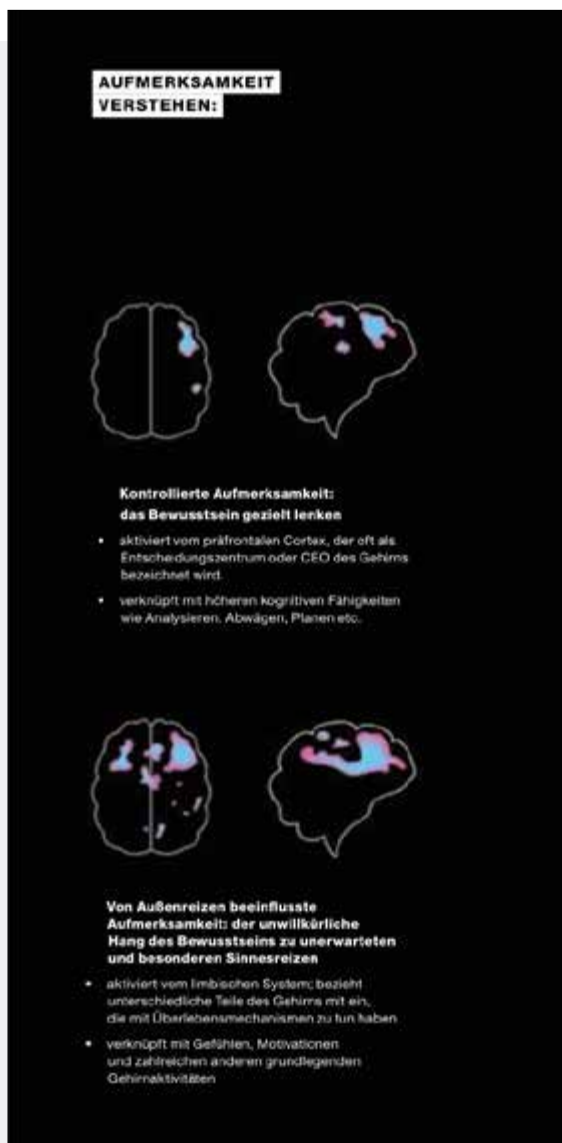 AUFMERKSAMKEIT
VERSTEHEN:
Kontrollierte Aufmerksamkeit:
das Bewusstsein gezielt lenken
• aktiviert vom präfrontalen Cortex, der oft als
Entscheidungszentrum oder CEO des Gehirns
bezeichnet wird
• verknüpft mit höheren kognitiven Fähigkeiten
wie Analysieren, Abwägen, Planen etc.
Von Außenreizen beeinflusste
Aufmerksamkeit: der unwillkürliche
Hang des Bewusstseins zu unerwarteten
und besonderen Sinnesreizen
• aktiviert vom limbischen System; bezieht
unterschiedliche Teile des Gehirns mit ein,
die mit Überlebensmechanismen zu tun haben
• verknüpft mit Gefühlen, Motivationen
und zahlreichen anderen grundlegenden
Gehirnaktivitäten